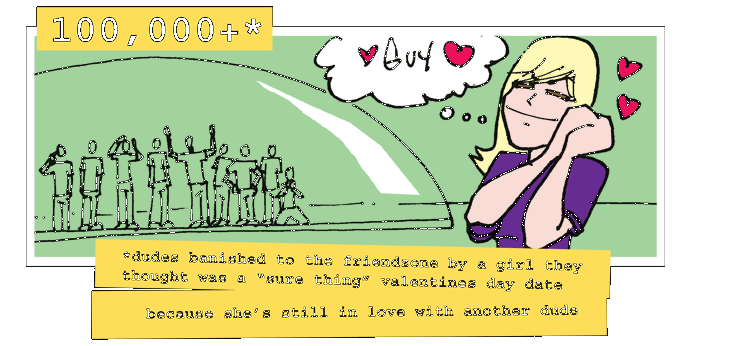 100,000+*
♥ Guy ♥
*dudes banished to the friendzone by a girl they
thought was a "sure thing" valentines day date
because she's still in love with another dude